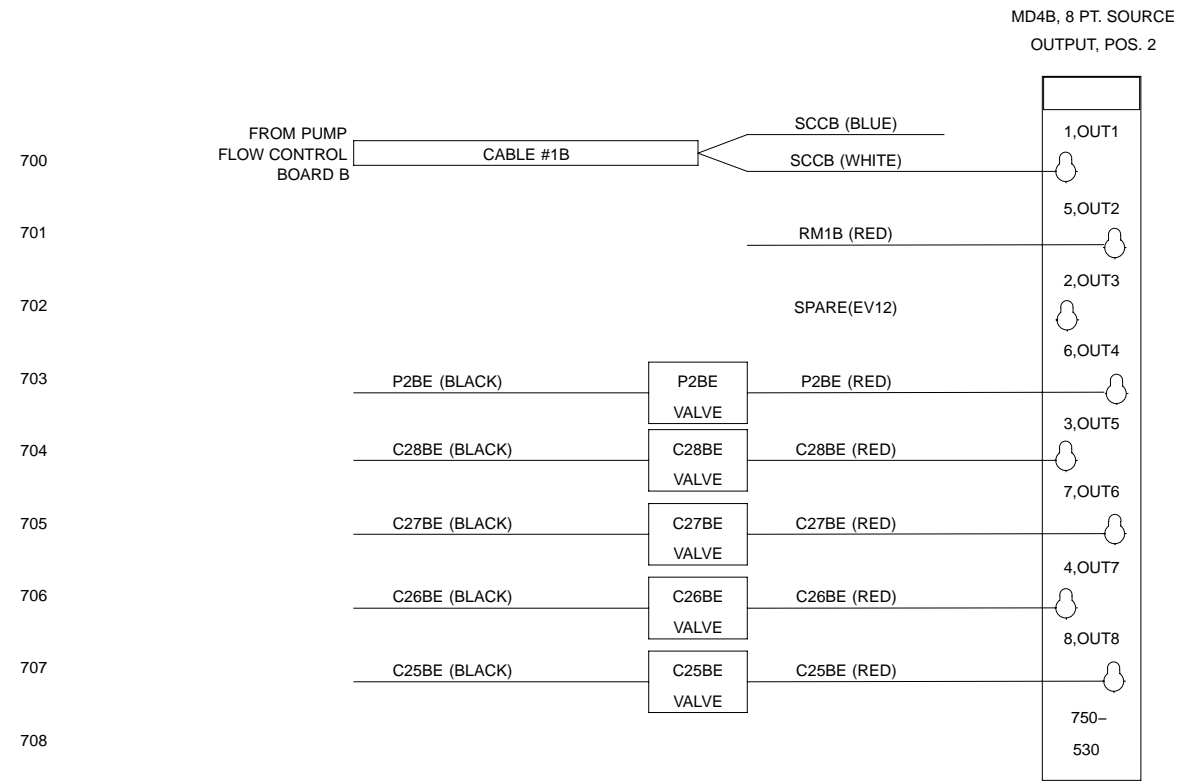 MD4B, 8 PT. SOURCE
OUTPUT, POS. 2
SCCB (BLUE)
1,OUT1
FROM PUMP
700 FLOW CONTROL CABLE #1B SCCB (WHITE)
BOARD B
5,OUT2
701 RM1B (RED)
2,OUT3
702 SPARE(EV12)
6,OUT4
703 P2BE (BLACK) P2BE P2BE (RED)
VALVE
3,OUT5
704 C28BE (BLACK) C28BE C28BE (RED)
VALVE
7,OUT6
705 C27BE (BLACK) C27BE C27BE (RED)
VALVE
4,OUT7
706 C26BE (BLACK) C26BE C26BE (RED)
VALVE
8,OUT8
707 C25BE (BLACK) C25BE C25BE (RED)
VALVE
750–
708 530